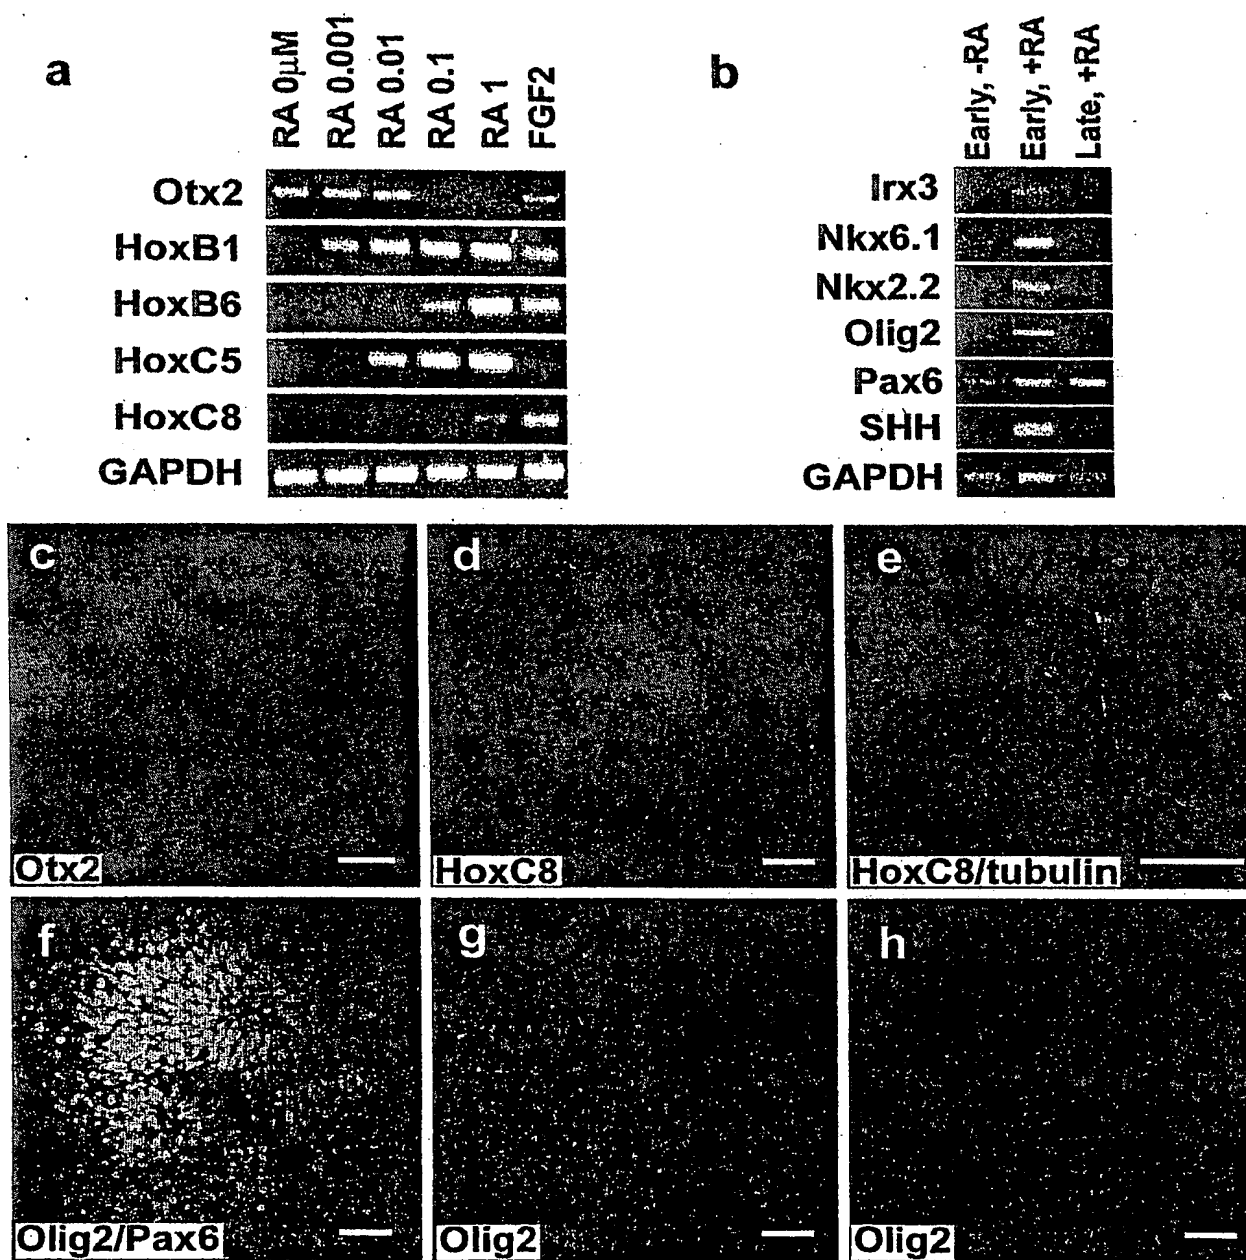 a
RA 0μM
RA 0.001
RA 0.01
RA 0.1
RA 1
FGF2
Otx2
HoxB1
HoxB6
HoxC5
HoxC8
GAPDH
b
Early, -RA
Early, +RA
Late, +RA
Irx3
Nkx6.1
Nkx2.2
Olig2
Pax6
SHH
GAPDH
c
Otx2
d
HoxC8
e
HoxC8/tubulin
f
Olig2/Pax6
g
Olig2
h
Olig2